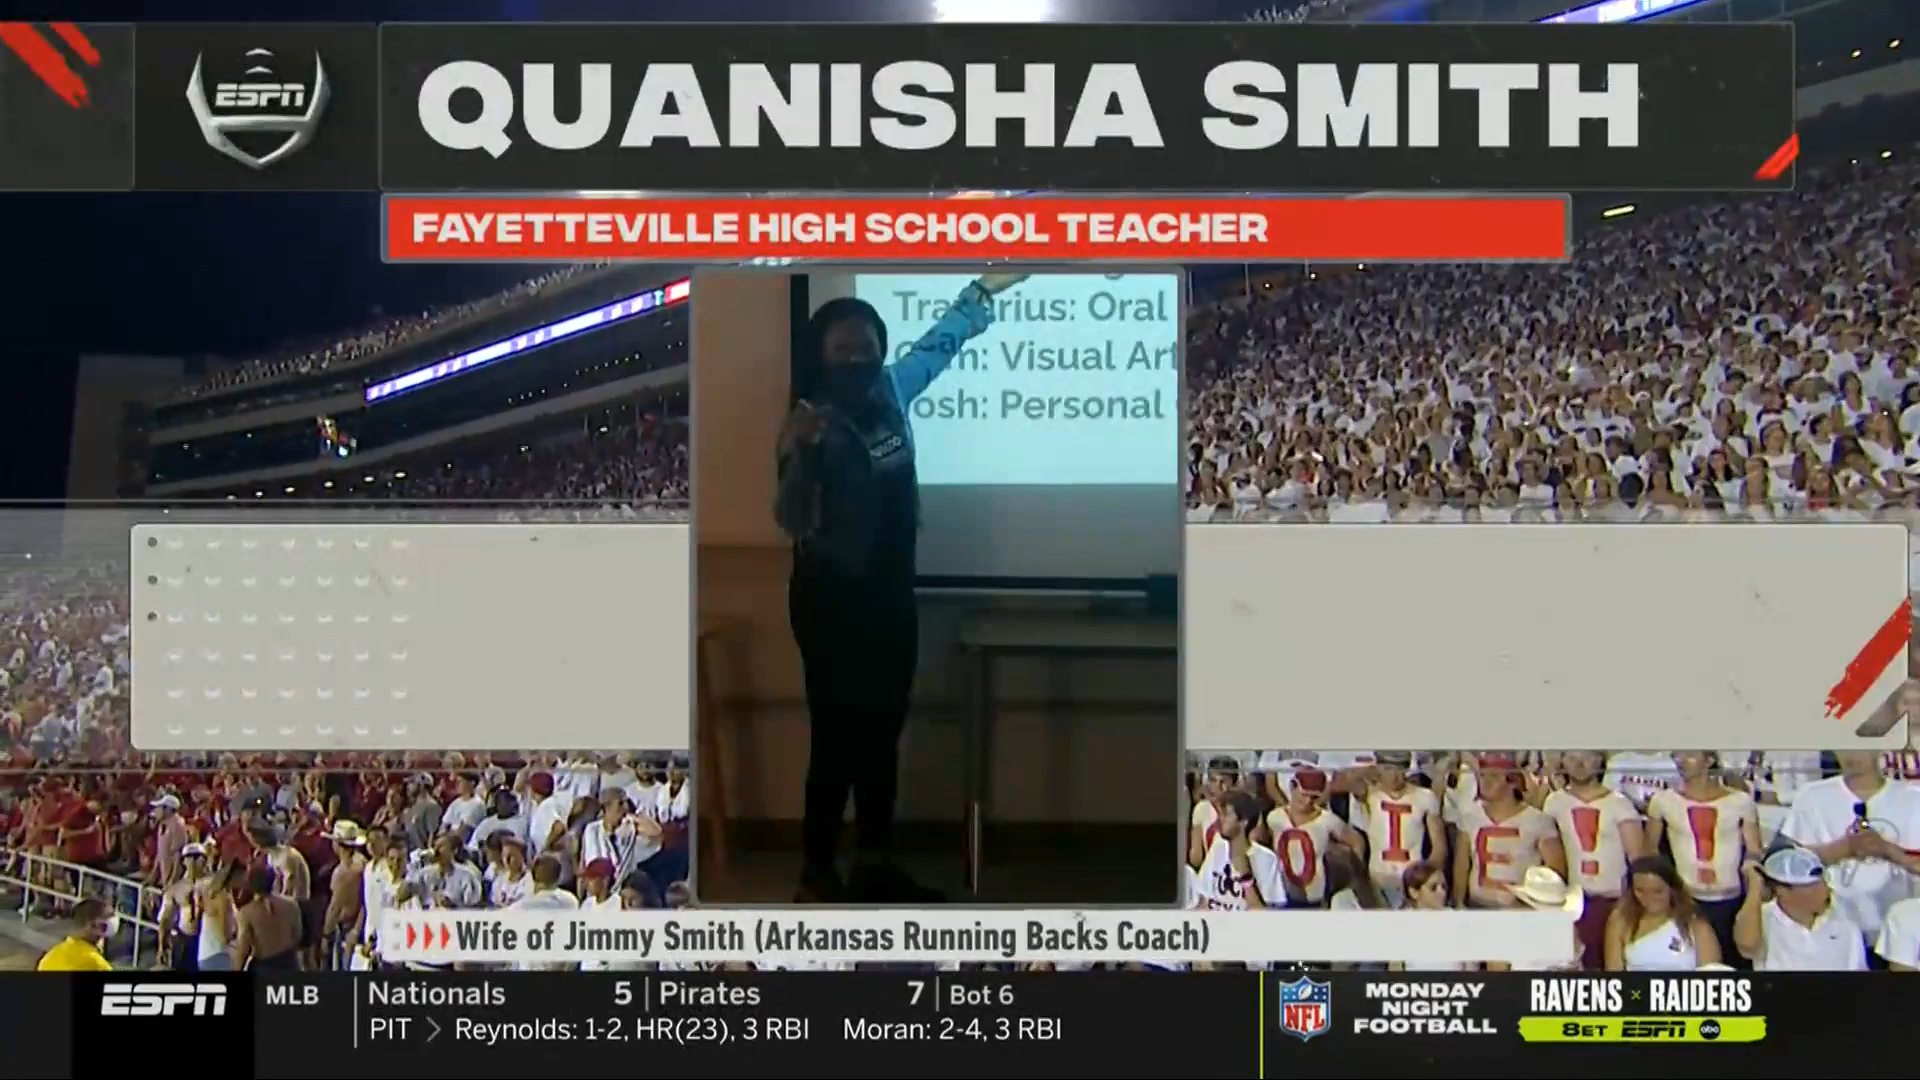 ESPN
QUANISHA SMITH
FAYETTEVILLE HIGH SCHOOL TEACHER
Oral
Visual Art
osh: Personal
O I E ! !
Wife of Jimmy Smith (Arkansas Running Backs Coach)
ESPN
MLB
Nationals 5 Pirates 7 Bot 6
PIT > Reynolds: 1-2, HR(23), 3 RBI Moran: 2-4, 3 RBI
NFL
MONDAY
NIGHT
FOOTBALL
RAVENS × RAIDERS
8ET ESPN abc